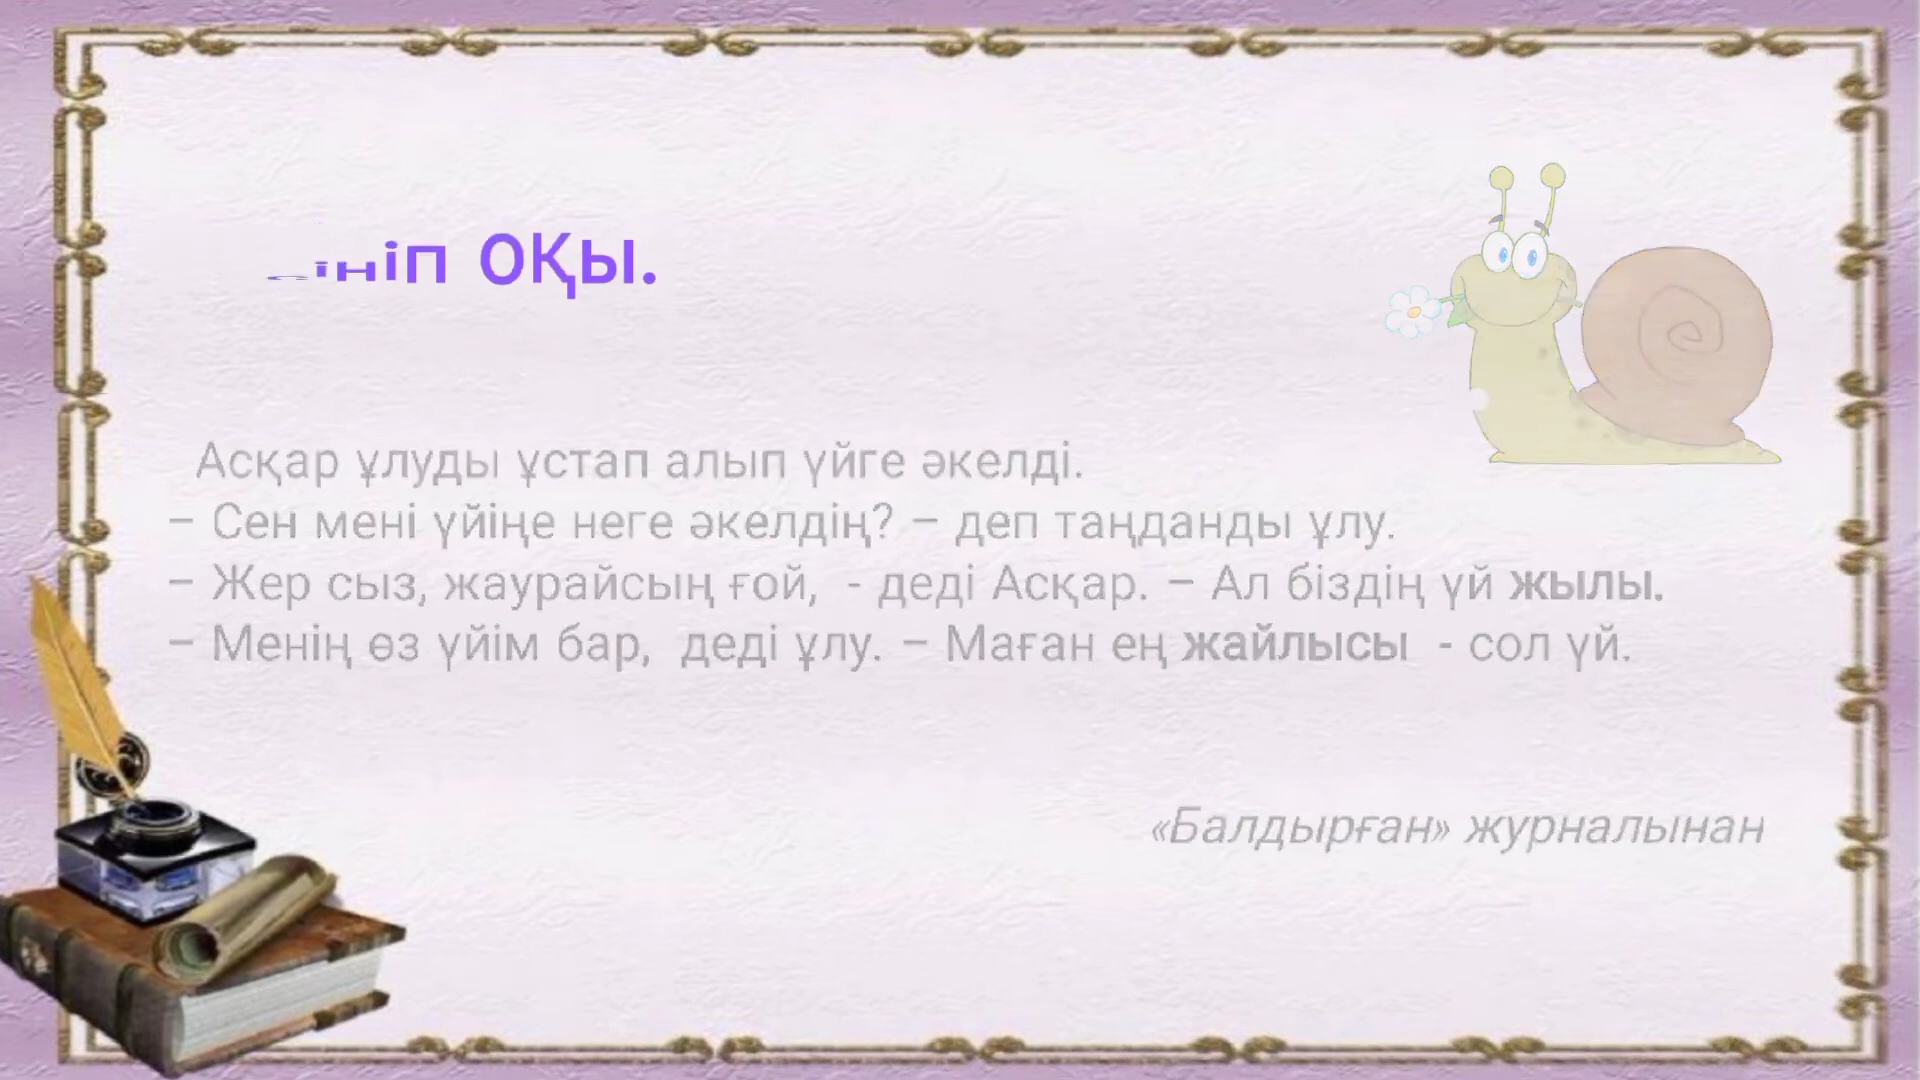 оқы.
Асқар ұлуды ұстап алып үйге әкелді.
– Сен мені үйіңе неге әкелдің? – деп таңданды ұлу.
– Жер сыз, жаурайсың ғой, - деді Асқар. – Ал біздің үй жылы.
– Менің өз үйім бар, деді ұлу. – Маған ең жайлысы - сол үй.
«Балдырған» журналынан